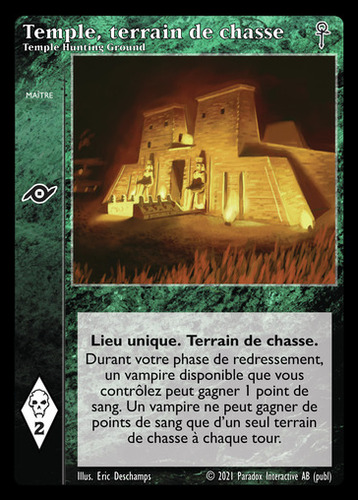 Temple, terrain de chasse
Temple Hunting Ground
MAÎTRE
Lieu unique. Terrain de chasse.
Durant votre phase de redressement,
un vampire disponible que vous
contrôlez peut gagner 1 point de
sang. Un vampire ne peut gagner de
points de sang que d'un seul terrain
de chasse à chaque tour.
2
Illus. Eric Deschamps © 2021 Paradox Interactive AB (publ)